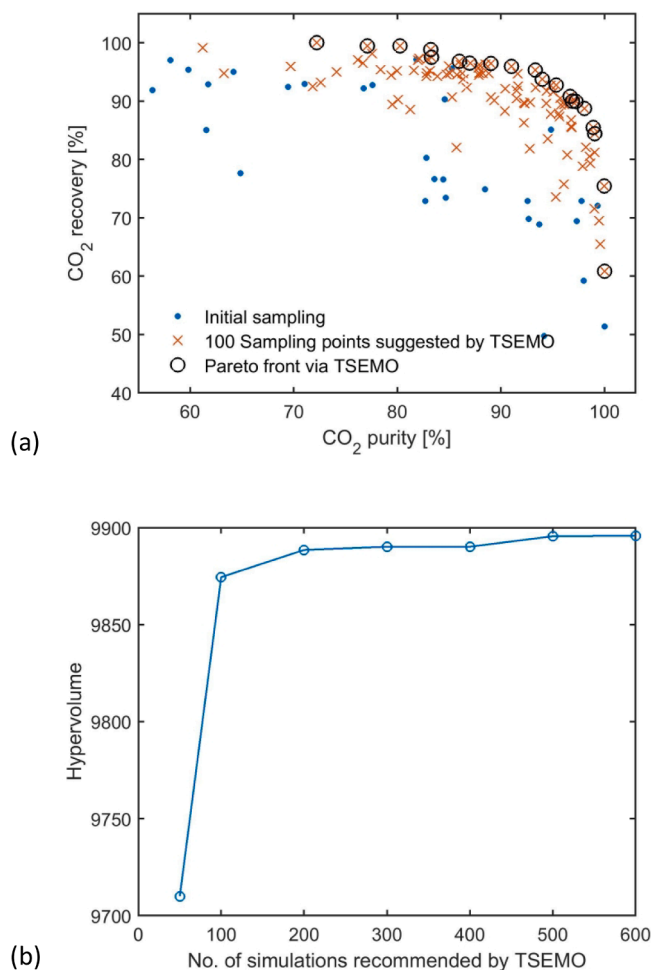 100
90
80
70
60
50
40
CO2 recovery [%]
Initial sampling
100 Sampling points suggested by TSEMO
Pareto front via TSEMO
60 70 80 90 100
CO2 purity [%]
(a)
9900
9850
9800
9750
9700
Hypervolume
0 100 200 300 400 500 600
No. of simulations recommended by TSEMO
(b)